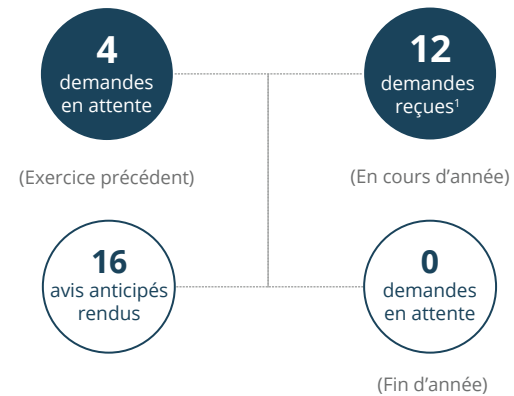 4
demandes
en attente
(Exercice précédent)
12
demandes
reçues¹
(En cours d’année)
16
avis anticipés
rendus
0
demandes
en attente
(Fin d’année)